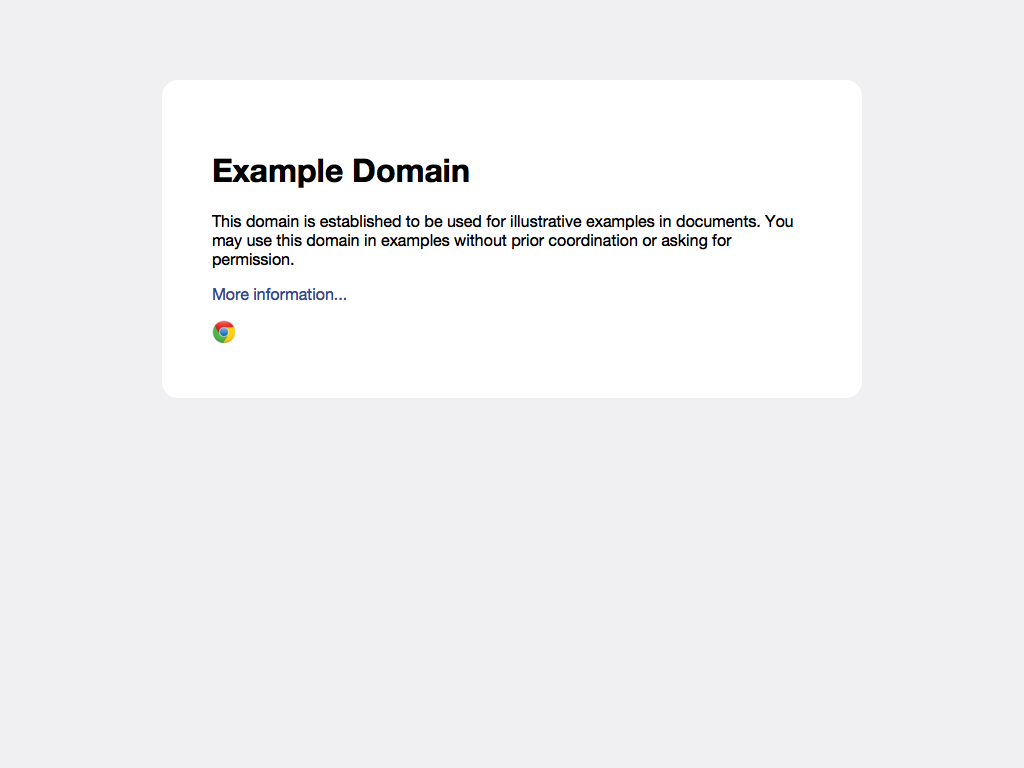 Example Domain
This domain is established to be used for illustrative examples in documents. You
may use this domain in examples without prior coordination or asking for
permission.
More information...